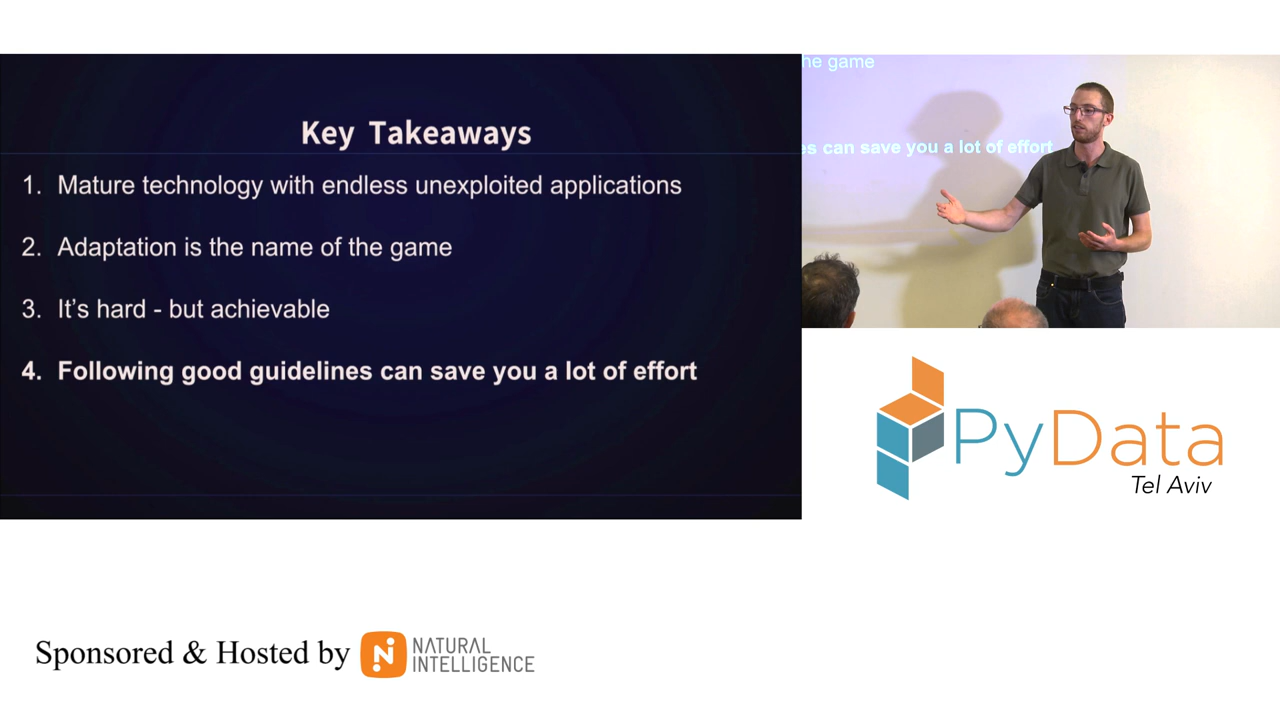 Key Takeaways
1. Mature technology with endless unexploited applications
2. Adaptation is the name of the game
3. It's hard - but achievable
4. Following good guidelines can save you a lot of effort
he game
es can save you a lot of effort
PyData
Tel Aviv
Sponsored & Hosted by
NATURAL
INTELLIGENCE